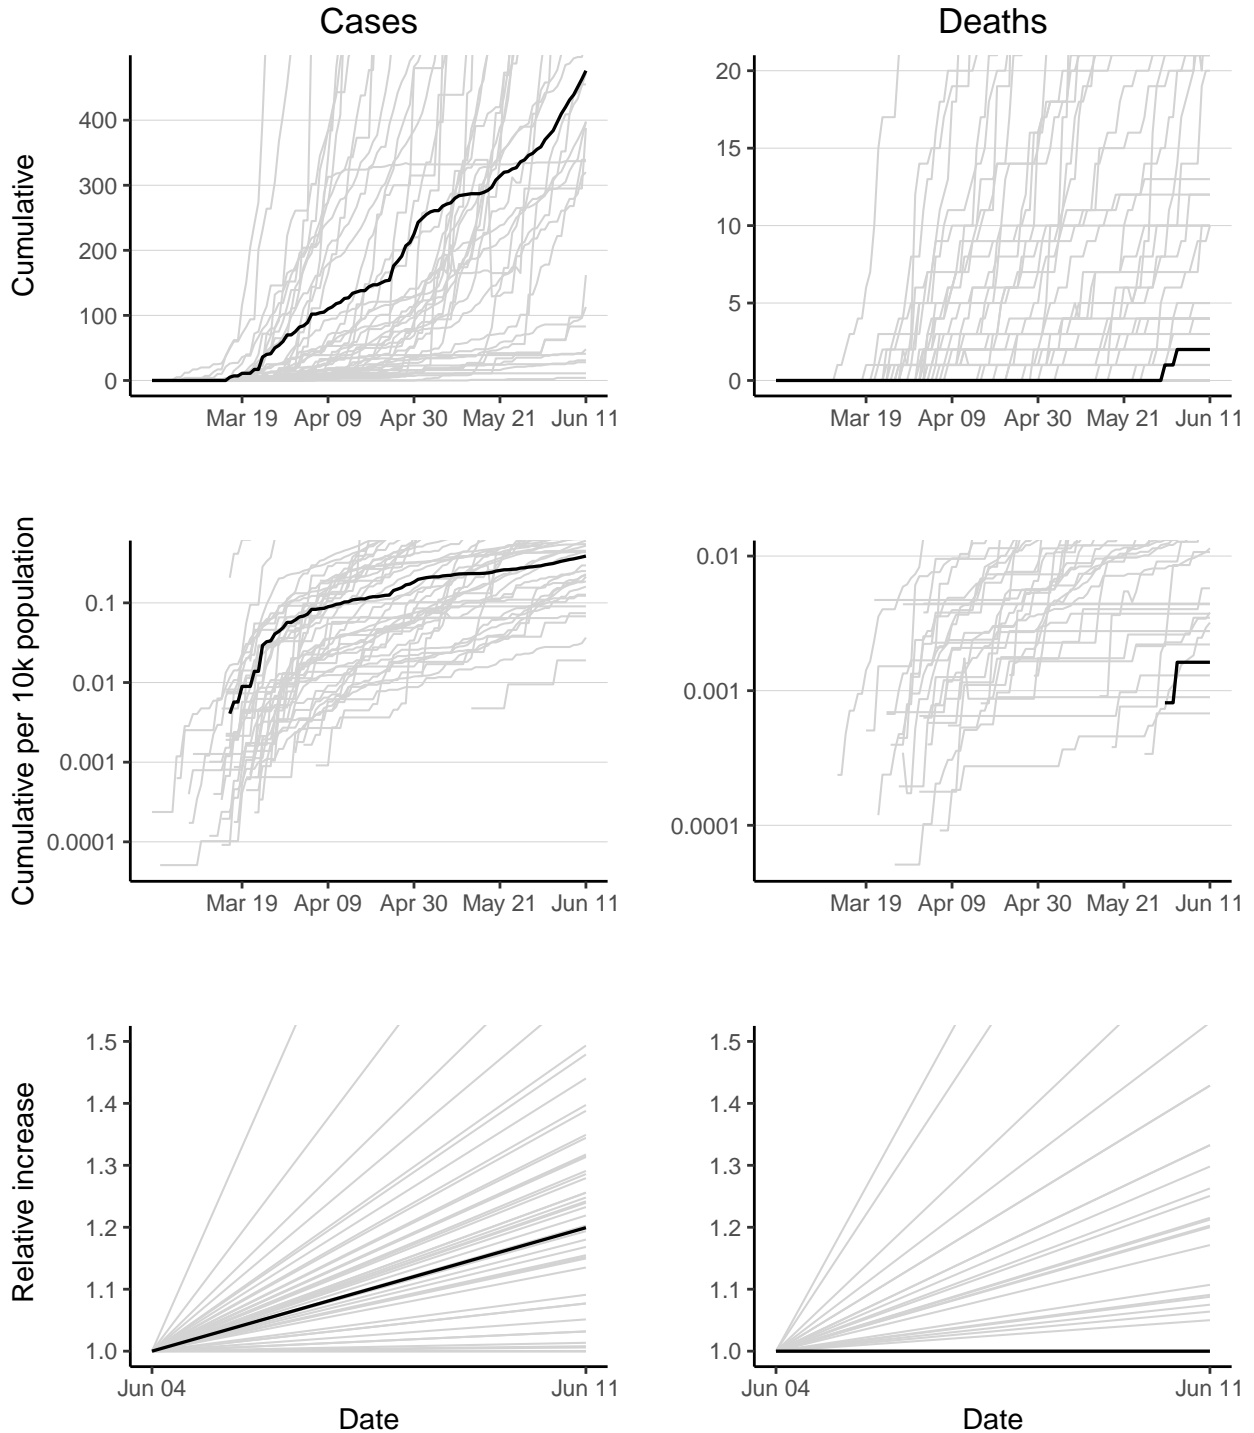 Cases
Deaths
Cumulative
400
300
200
100
0
Mar 19 Apr 09 Apr 30 May 21 Jun 11
20
15
10
5
0
Mar 19 Apr 09 Apr 30 May 21 Jun 11
Cumulative per 10k population
0.1
0.01
0.001
0.0001
Mar 19 Apr 09 Apr 30 May 21 Jun 11
0.01
0.001
0.0001
Mar 19 Apr 09 Apr 30 May 21 Jun 11
Relative increase
1.5
1.4
1.3
1.2
1.1
1.0
Jun 04 Jun 11
Date
1.5
1.4
1.3
1.2
1.1
1.0
Jun 04 Jun 11
Date